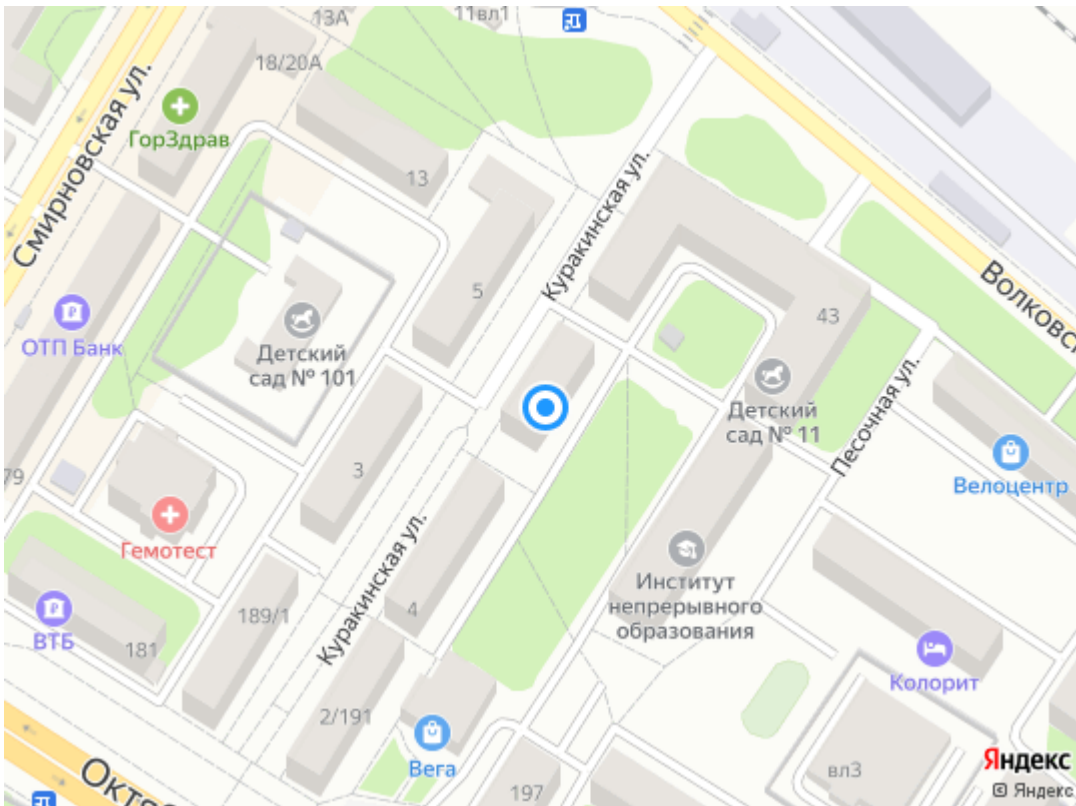 13А
11вл1
18/20А
Смирновская ул.
ГорЗдрав
13
Куракинская ул.
5
Волковс
43
ОТП Банк
Детский
сад № 101
Детский
сад № 11
Песочная ул.
79
3
Велоцентр
Гемотест
Куракинская ул.
4
Институт
непрерывного
образования
189/1
ВТБ
181
Колорит
2/191
Вега
Октя
197
вл3
Яндекс
© Яндекс